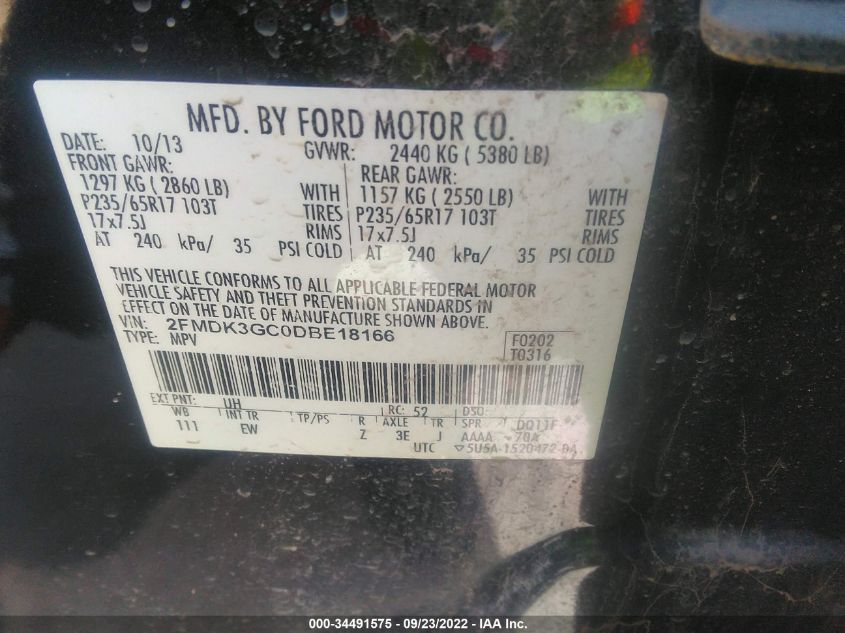 MFD. BY FORD MOTOR CO.
DATE: 10/13 GVWR: 2440 KG ( 5380 LB)
FRONT GAWR: REAR GAWR:
1297 KG ( 2860 LB) WITH 1157 KG ( 2550 LB) WITH
P235/65R17 103T TIRES P235/65R17 103T TIRES
17x7.5J RIMS 17x7.5J RIMS
AT 240 kPa/ 35 PSI COLD AT 240 kPa/ 35 PSI COLD
THIS VEHICLE CONFORMS TO ALL APPLICABLE FEDERAL MOTOR
VEHICLE SAFETY AND THEFT PREVENTION STANDARDS IN
EFFECT ON THE DATE OF MANUFACTURE SHOWN ABOVE.
VIN: 2FMDK3GC0DBE18166 F0202
TYPE: MPV T0316
EXT PNT: UH RC: 52 DSO:
WB INT TR TP/PS R AXLE TR SPR
111 EW Z 3E J AAAA
UTC ▽5U5A-1520472-BA
000-34491575 — 09/23/2022 — IAA Inc.